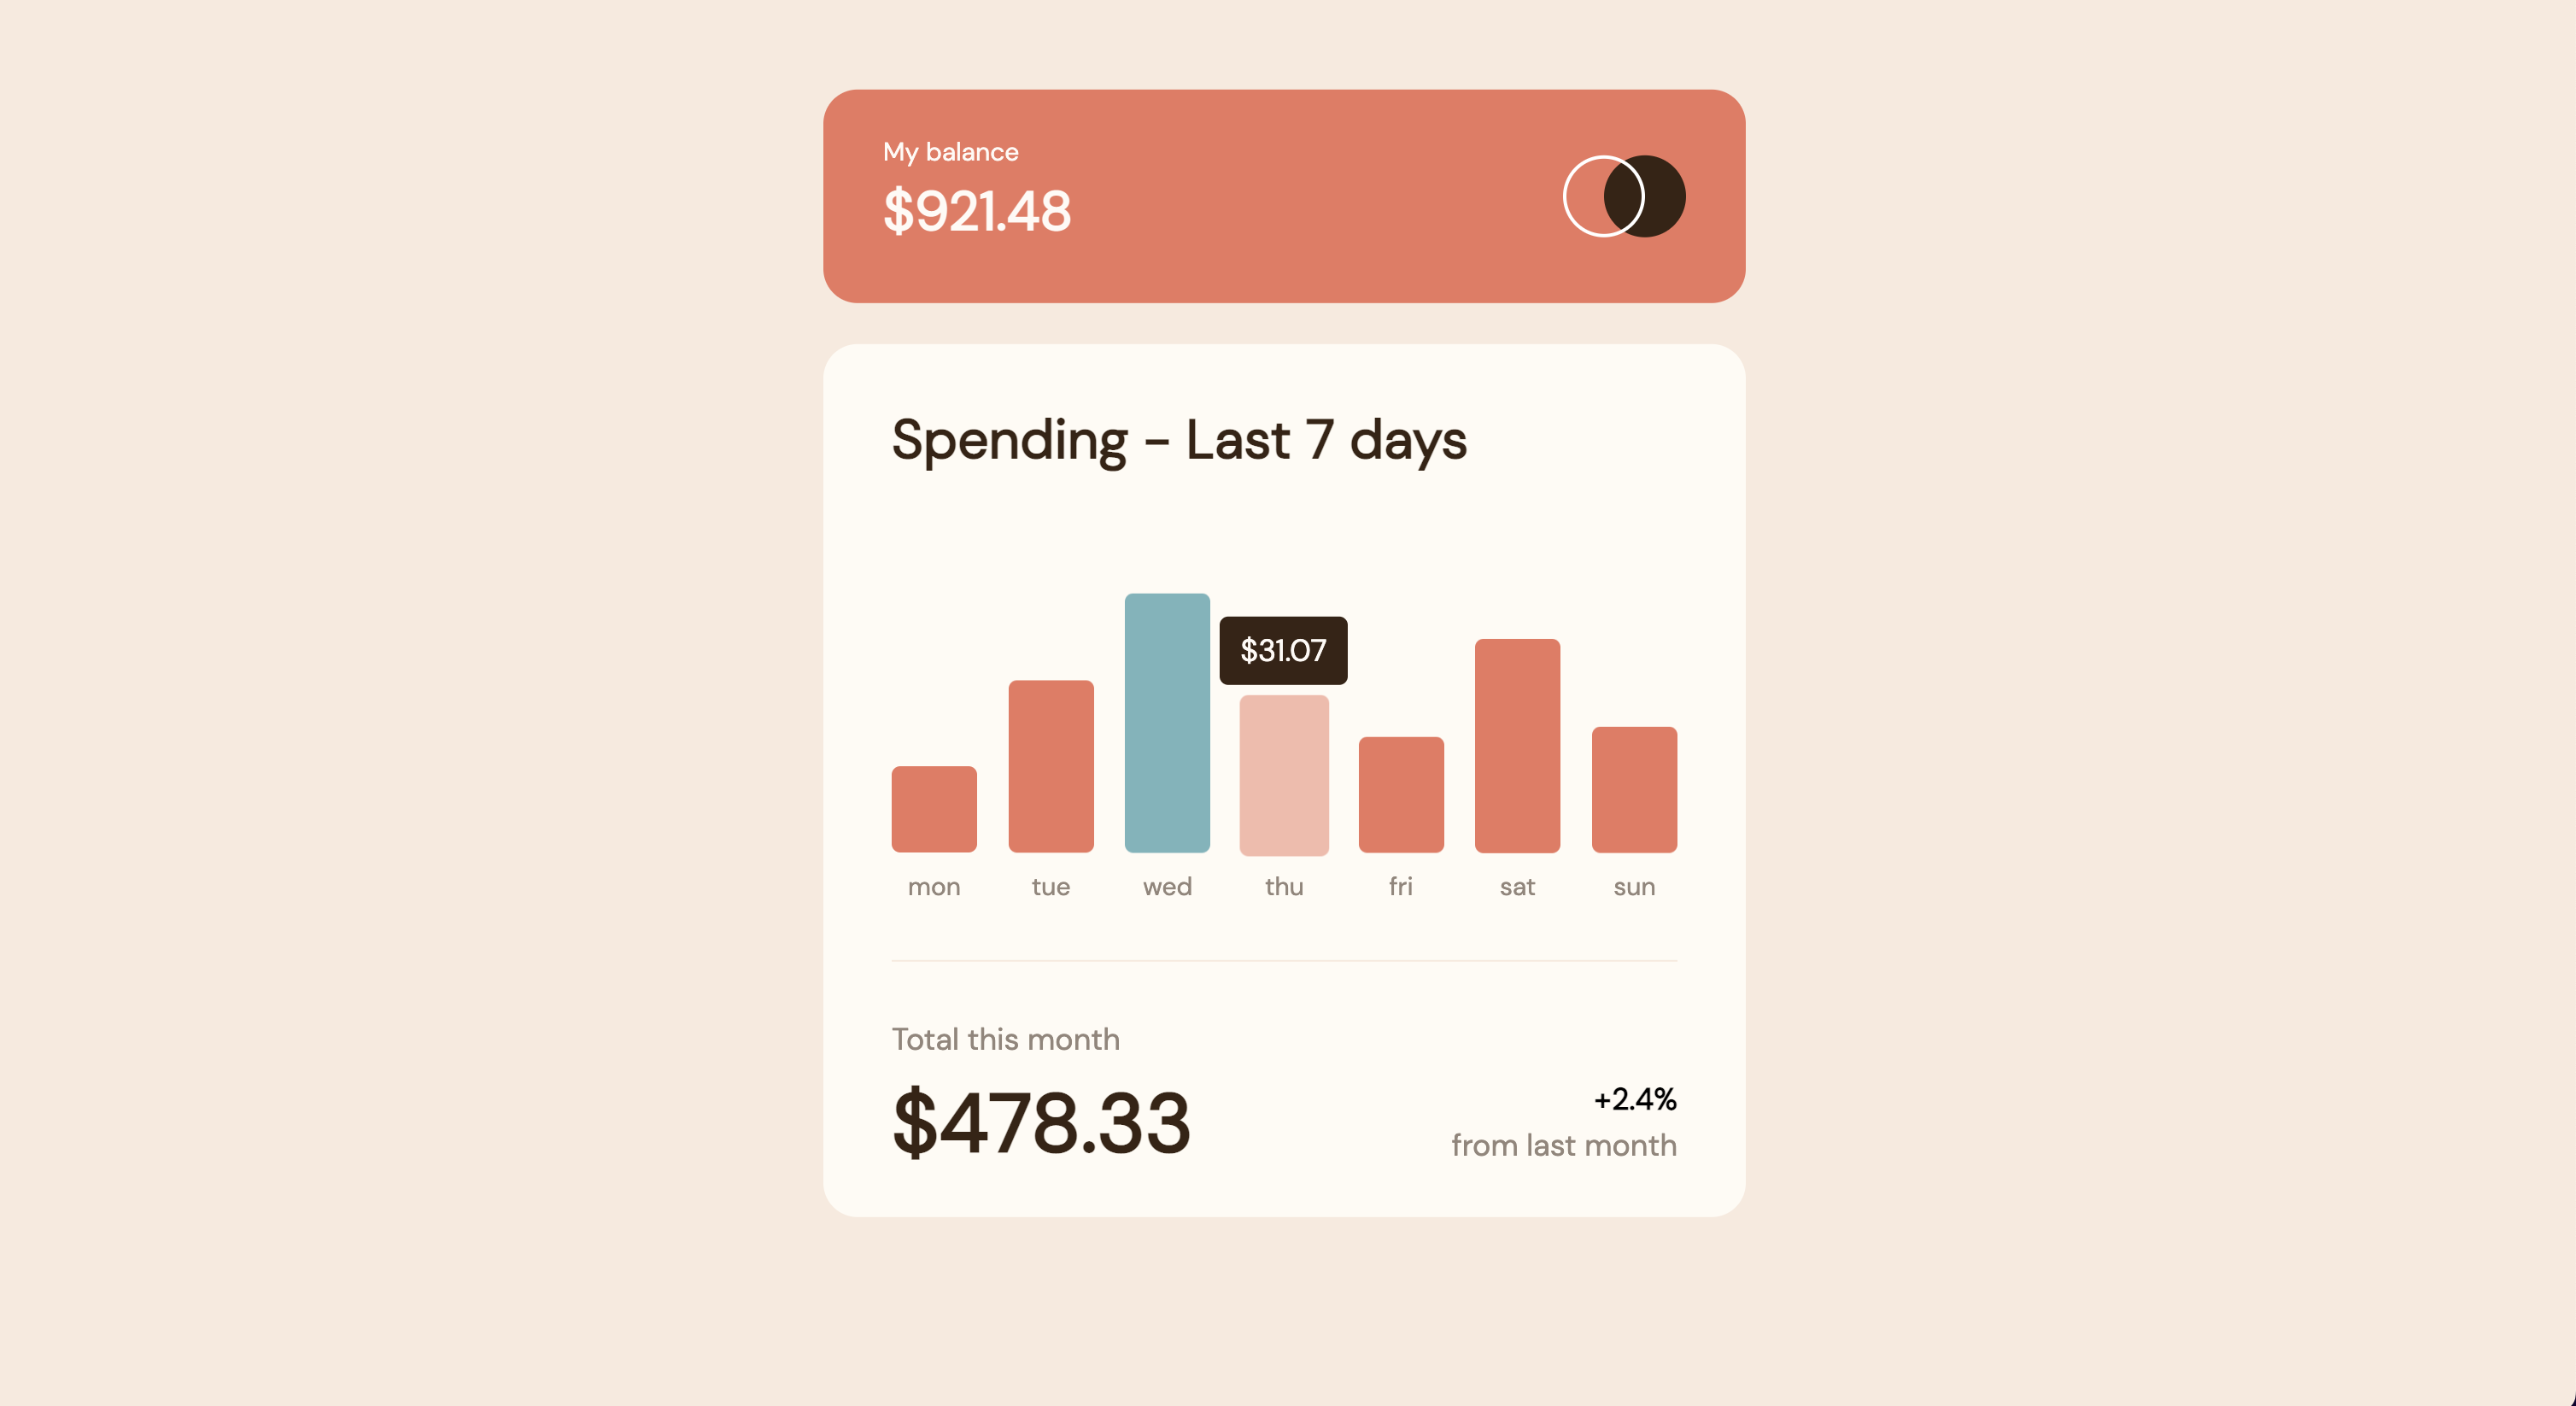 My balance
$921.48
Spending - Last 7 days
$31.07
mon tue wed thu fri sat sun
Total this month
$478.33
+2.4%
from last month